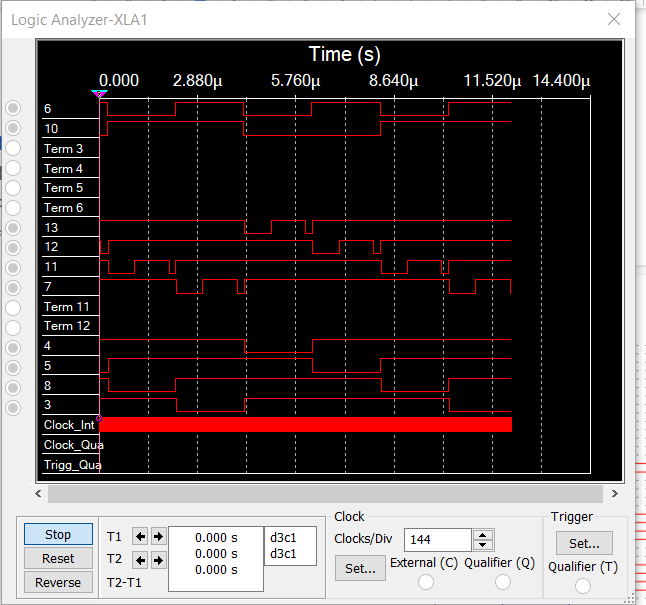 Logic Analyzer-XLA1
Time (s)
0.000 2.880μ 5.760μ 8.640μ 11.520μ 14.400μ
6
10
Term 3
Term 4
Term 5
Term 6
13
12
11
7
Term 11
Term 12
4
5
8
3
Clock_Int
Clock_Qua
Trigg_Qua
Stop
Reset
Reverse
T1
T2
T2-T1
0.000 s
0.000 s
0.000 s
d3c1
d3c1
Clock
Clocks/Div 144
Set...
External (C) Qualifier (Q)
Trigger
Set...
Qualifier (T)